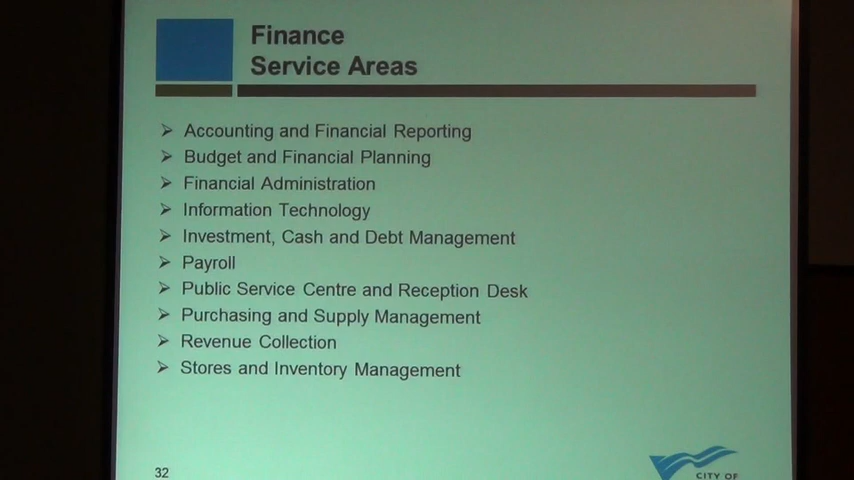 Finance
Service Areas
Accounting and Financial Reporting
Budget and Financial Planning
Financial Administration
Information Technology
Investment, Cash and Debt Management
Payroll
Public Service Centre and Reception Desk
Purchasing and Supply Management
Revenue Collection
Stores and Inventory Management
32
CITY OF